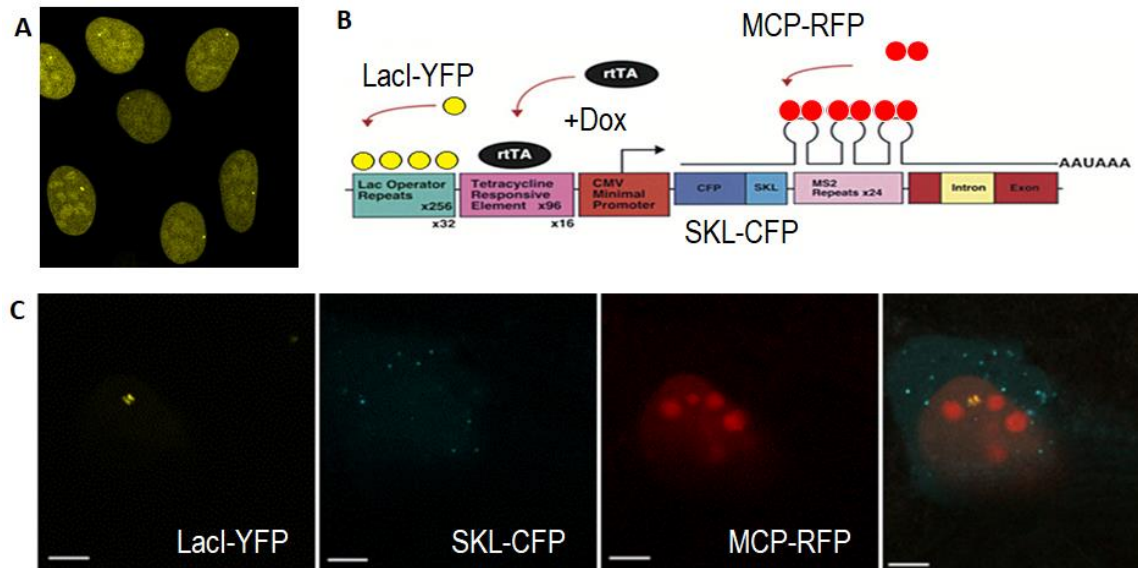 A
B
MCP-RFP
LacI-YFP
rtTA
+Dox
rtTA
AAUAAA
Lac Operator Repeats x256
x32
Tetracycline Responsive Element x96
x16
CMV Minimal Promoter
CFP
SKL
MS2 Repeats x24
Intron
Exon
SKL-CFP
C
LacI-YFP
SKL-CFP
MCP-RFP